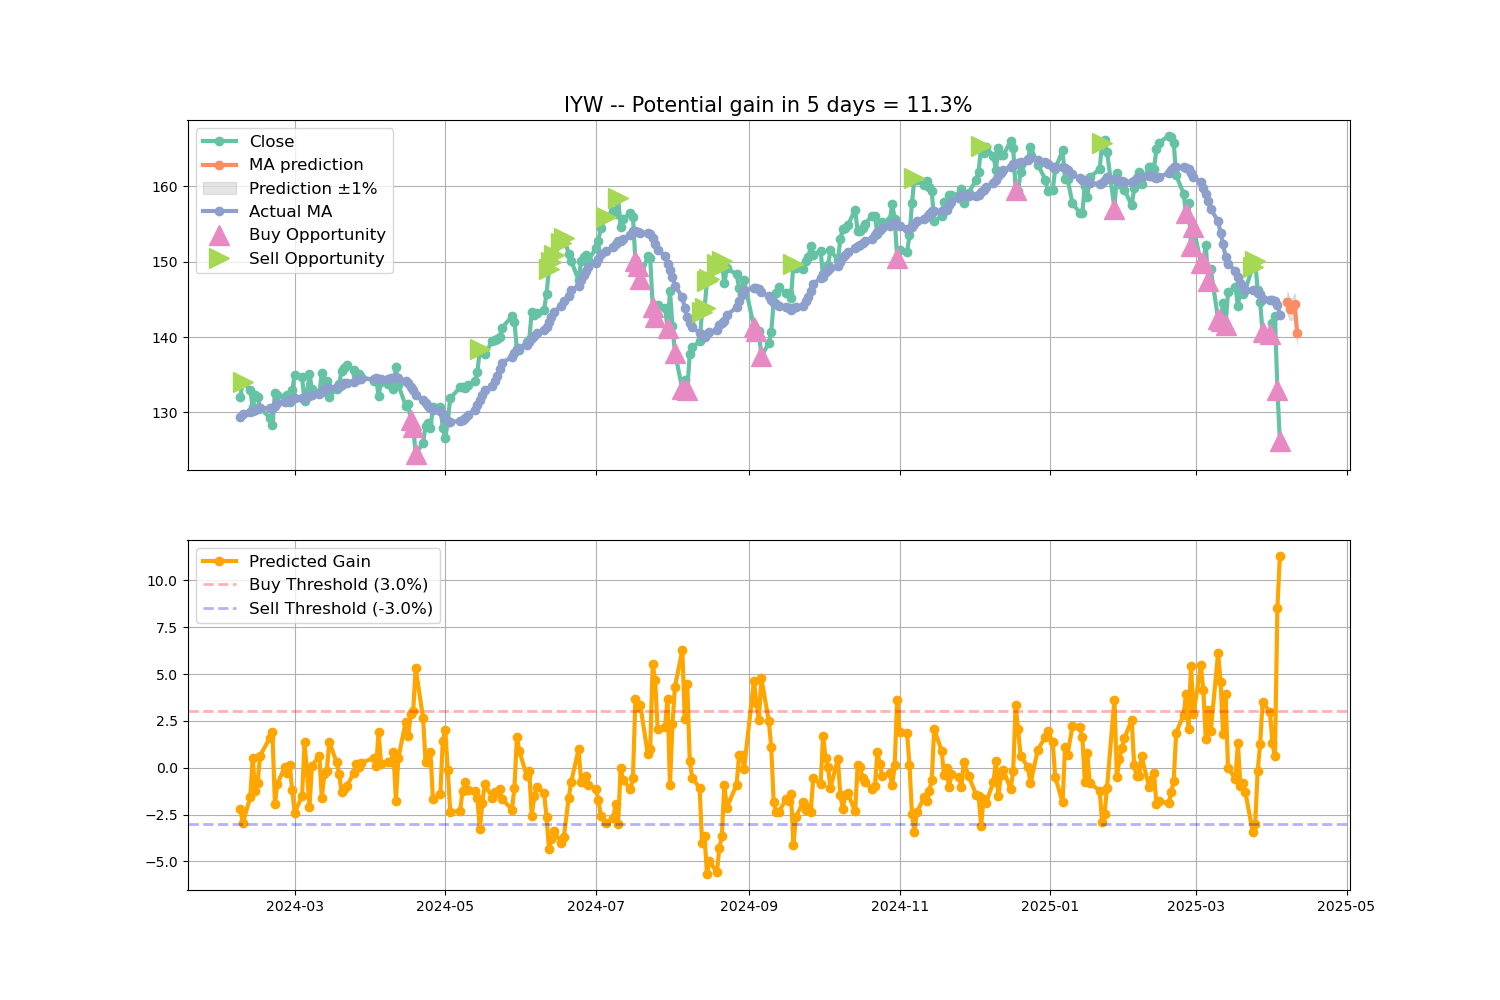 IYW -- Potential gain in 5 days = 11.3%
Close
MA prediction
Prediction ±1%
Actual MA
Buy Opportunity
Sell Opportunity
160
150
140
130
Predicted Gain
Buy Threshold (3.0%)
Sell Threshold (-3.0%)
10.0
7.5
5.0
2.5
0.0
−2.5
−5.0
2024-03 2024-05 2024-07 2024-09 2024-11 2025-01 2025-03 2025-05